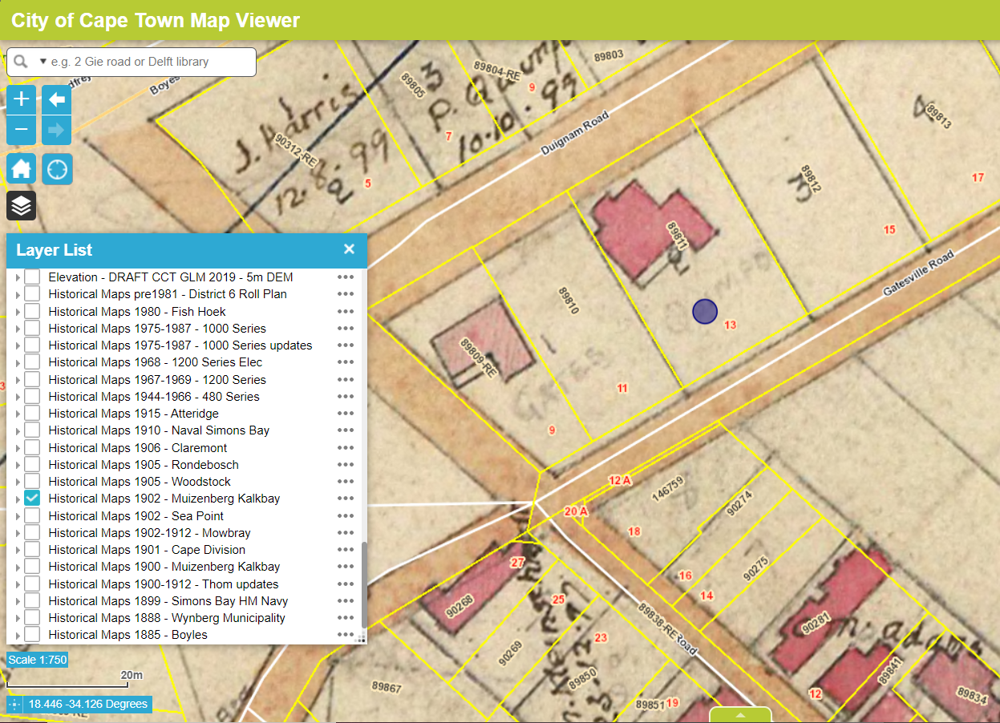 City of Cape Town Map Viewer
e.g. 2 Gie road or Delft library
dfrey
Boyes
89803
89804-RE
89805
9
3
7
J. Harris
90312-RE
12.8.99
5
10.10.99
Duignam Road
89813
17
89812
3
15
89811
Gatesville Road
13
89810
89809-RE
1
GATES
11
9
Layer List
Elevation - DRAFT CCT GLM 2019 - 5m DEM
Historical Maps pre1981 - District 6 Roll Plan
Historical Maps 1980 - Fish Hoek
Historical Maps 1975-1987 - 1000 Series
Historical Maps 1975-1987 - 1000 Series updates
Historical Maps 1968 - 1200 Series Elec
Historical Maps 1967-1969 - 1200 Series
Historical Maps 1944-1966 - 480 Series
Historical Maps 1915 - Atteridge
Historical Maps 1910 - Naval Simons Bay
Historical Maps 1906 - Claremont
Historical Maps 1905 - Rondebosch
Historical Maps 1905 - Woodstock
Historical Maps 1902 - Muizenberg Kalkbay
Historical Maps 1902 - Sea Point
Historical Maps 1902-1912 - Mowbray
Historical Maps 1901 - Cape Division
Historical Maps 1900 - Muizenberg Kalkbay
Historical Maps 1900-1912 - Thom updates
Historical Maps 1899 - Simons Bay HM Navy
Historical Maps 1888 - Wynberg Municipality
Historical Maps 1885 - Boyles
12 A
146759
20 A
18
90274
16
90275
14
27
90268
25
90269
23
89838-RE
Road
90281
89841
89834
12
89850
89851
19
89867
Scale 1:750
20m
18.446 -34.126 Degrees